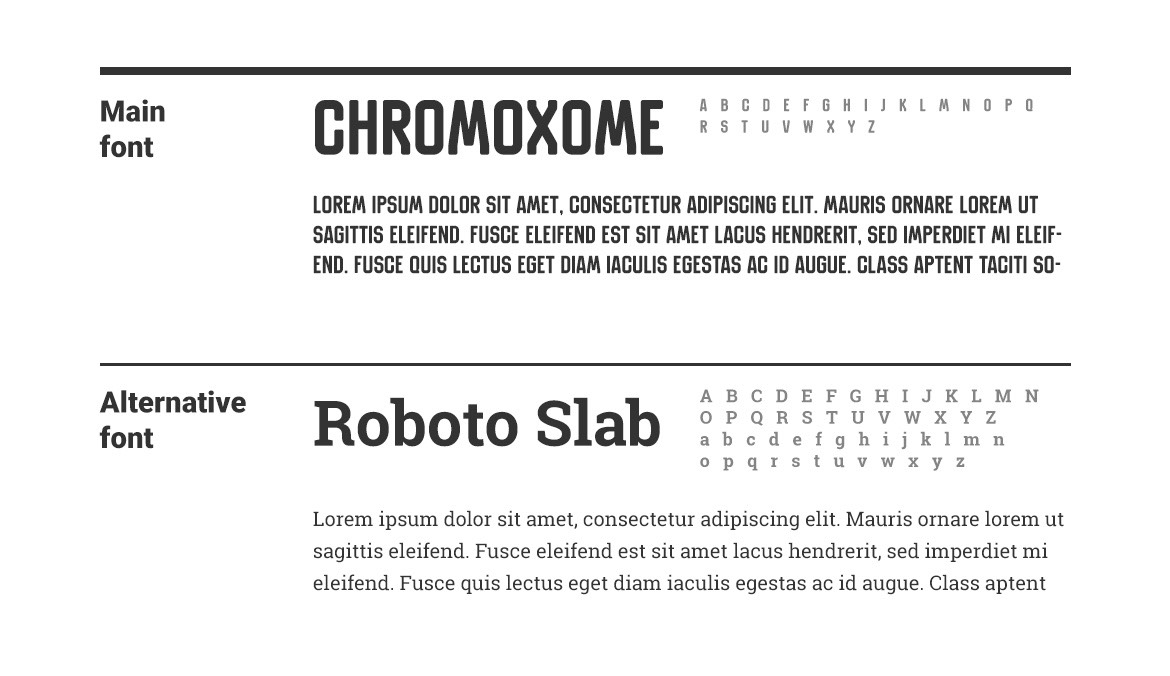 Main
font
CHROMOXOME
A B C D E F G H I J K L M N O P Q
R S T U V W X Y Z
LOREM IPSUM DOLOR SIT AMET, CONSECTETUR ADIPISCING ELIT. MAURIS ORNARE LOREM UT
SAGITTIS ELEIFEND. FUSCE ELEIFEND EST SIT AMET LACUS HENDRERIT, SED IMPERDIET MI ELEIF-
END. FUSCE QUIS LECTUS EGET DIAM IACULIS EGESTAS AC ID AUGUE. CLASS APTENT TACITI SO-
Alternative
font
Roboto Slab
A B C D E F G H I J K L M N
O P Q R S T U V W X Y Z
a b c d e f g h i j k l m n
o p q r s t u v w x y z
Lorem ipsum dolor sit amet, consectetur adipiscing elit. Mauris ornare lorem ut
sagittis eleifend. Fusce eleifend est sit amet lacus hendrerit, sed imperdiet mi
eleifend. Fusce quis lectus eget diam iaculis egestas ac id augue. Class aptent